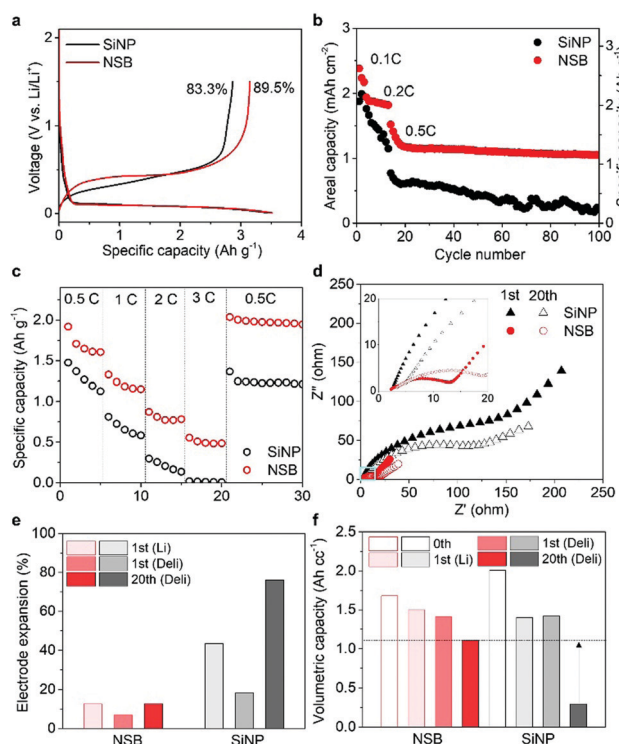 a
SiNP
NSB
83.3%
89.5%
Voltage (V vs. Li/Li⁺)
2
1
0
0 1 2 3 4
Specific capacity (Ah g⁻¹)
b
SiNP
NSB
0.1C
0.2C
0.5C
Areal capacity (mAh cm⁻²)
3
2
1
0
3
2
1
0
0 20 40 60 80 100
Cycle number
c
0.5 C 1 C 2 C 3 C 0.5C
Specific capacity (Ah g⁻¹)
2.0
1.5
1.0
0.5
0.0
SiNP
NSB
0 10 20 30
d
1st 20th
SiNP
NSB
Z'' (ohm)
250
200
150
100
50
0
20
10
0
0 10 20
0 50 100 150 200 250
Z' (ohm)
e
1st (Li)
1st (Deli)
20th (Deli)
Electrode expansion (%)
100
80
60
40
20
0
NSB SiNP
f
0th
1st (Li)
1st (Deli)
20th (Deli)
Volumetric capacity (Ah cc⁻¹)
2.5
2.0
1.5
1.0
0.5
0.0
NSB SiNP